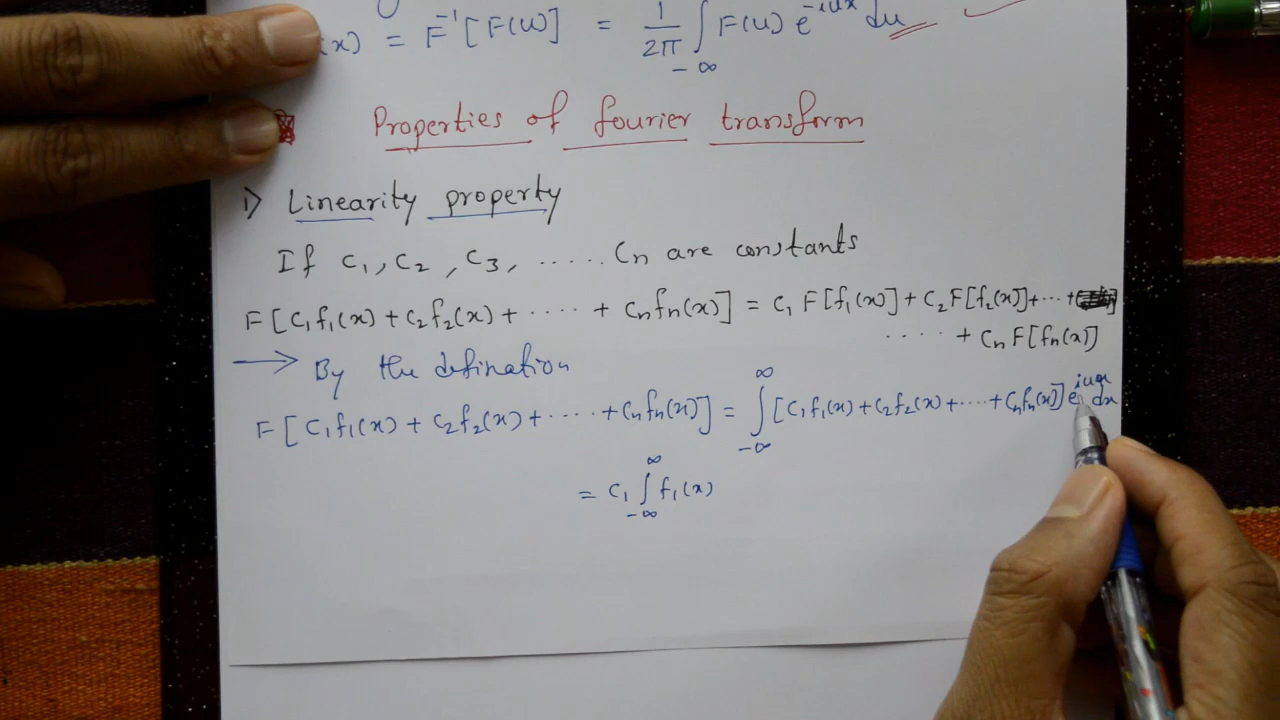 (x) = F⁻¹[F(u)] = 1/2π ∫₋∞ F(u) e^-iux du
Properties of fourier transform
1) Linearity property
If c₁, c₂, c₃, ..... Cn are constants
F[c₁f₁(x) + c₂f₂(x) + .... + cnfn(x)] = c₁ F[f₁(x)] + c₂ F[f₂(x)] + ... +
.... + cn F[fn(x)]
→ By the defination
F[c₁f₁(x) + c₂f₂(x) + ..... + cnfn(x)] = ∫₋∞^∞ [c₁f₁(x) + c₂f₂(x) + .... + cnfn(x)] e^iux dx
= c₁ ∫₋∞^∞ f₁(x)